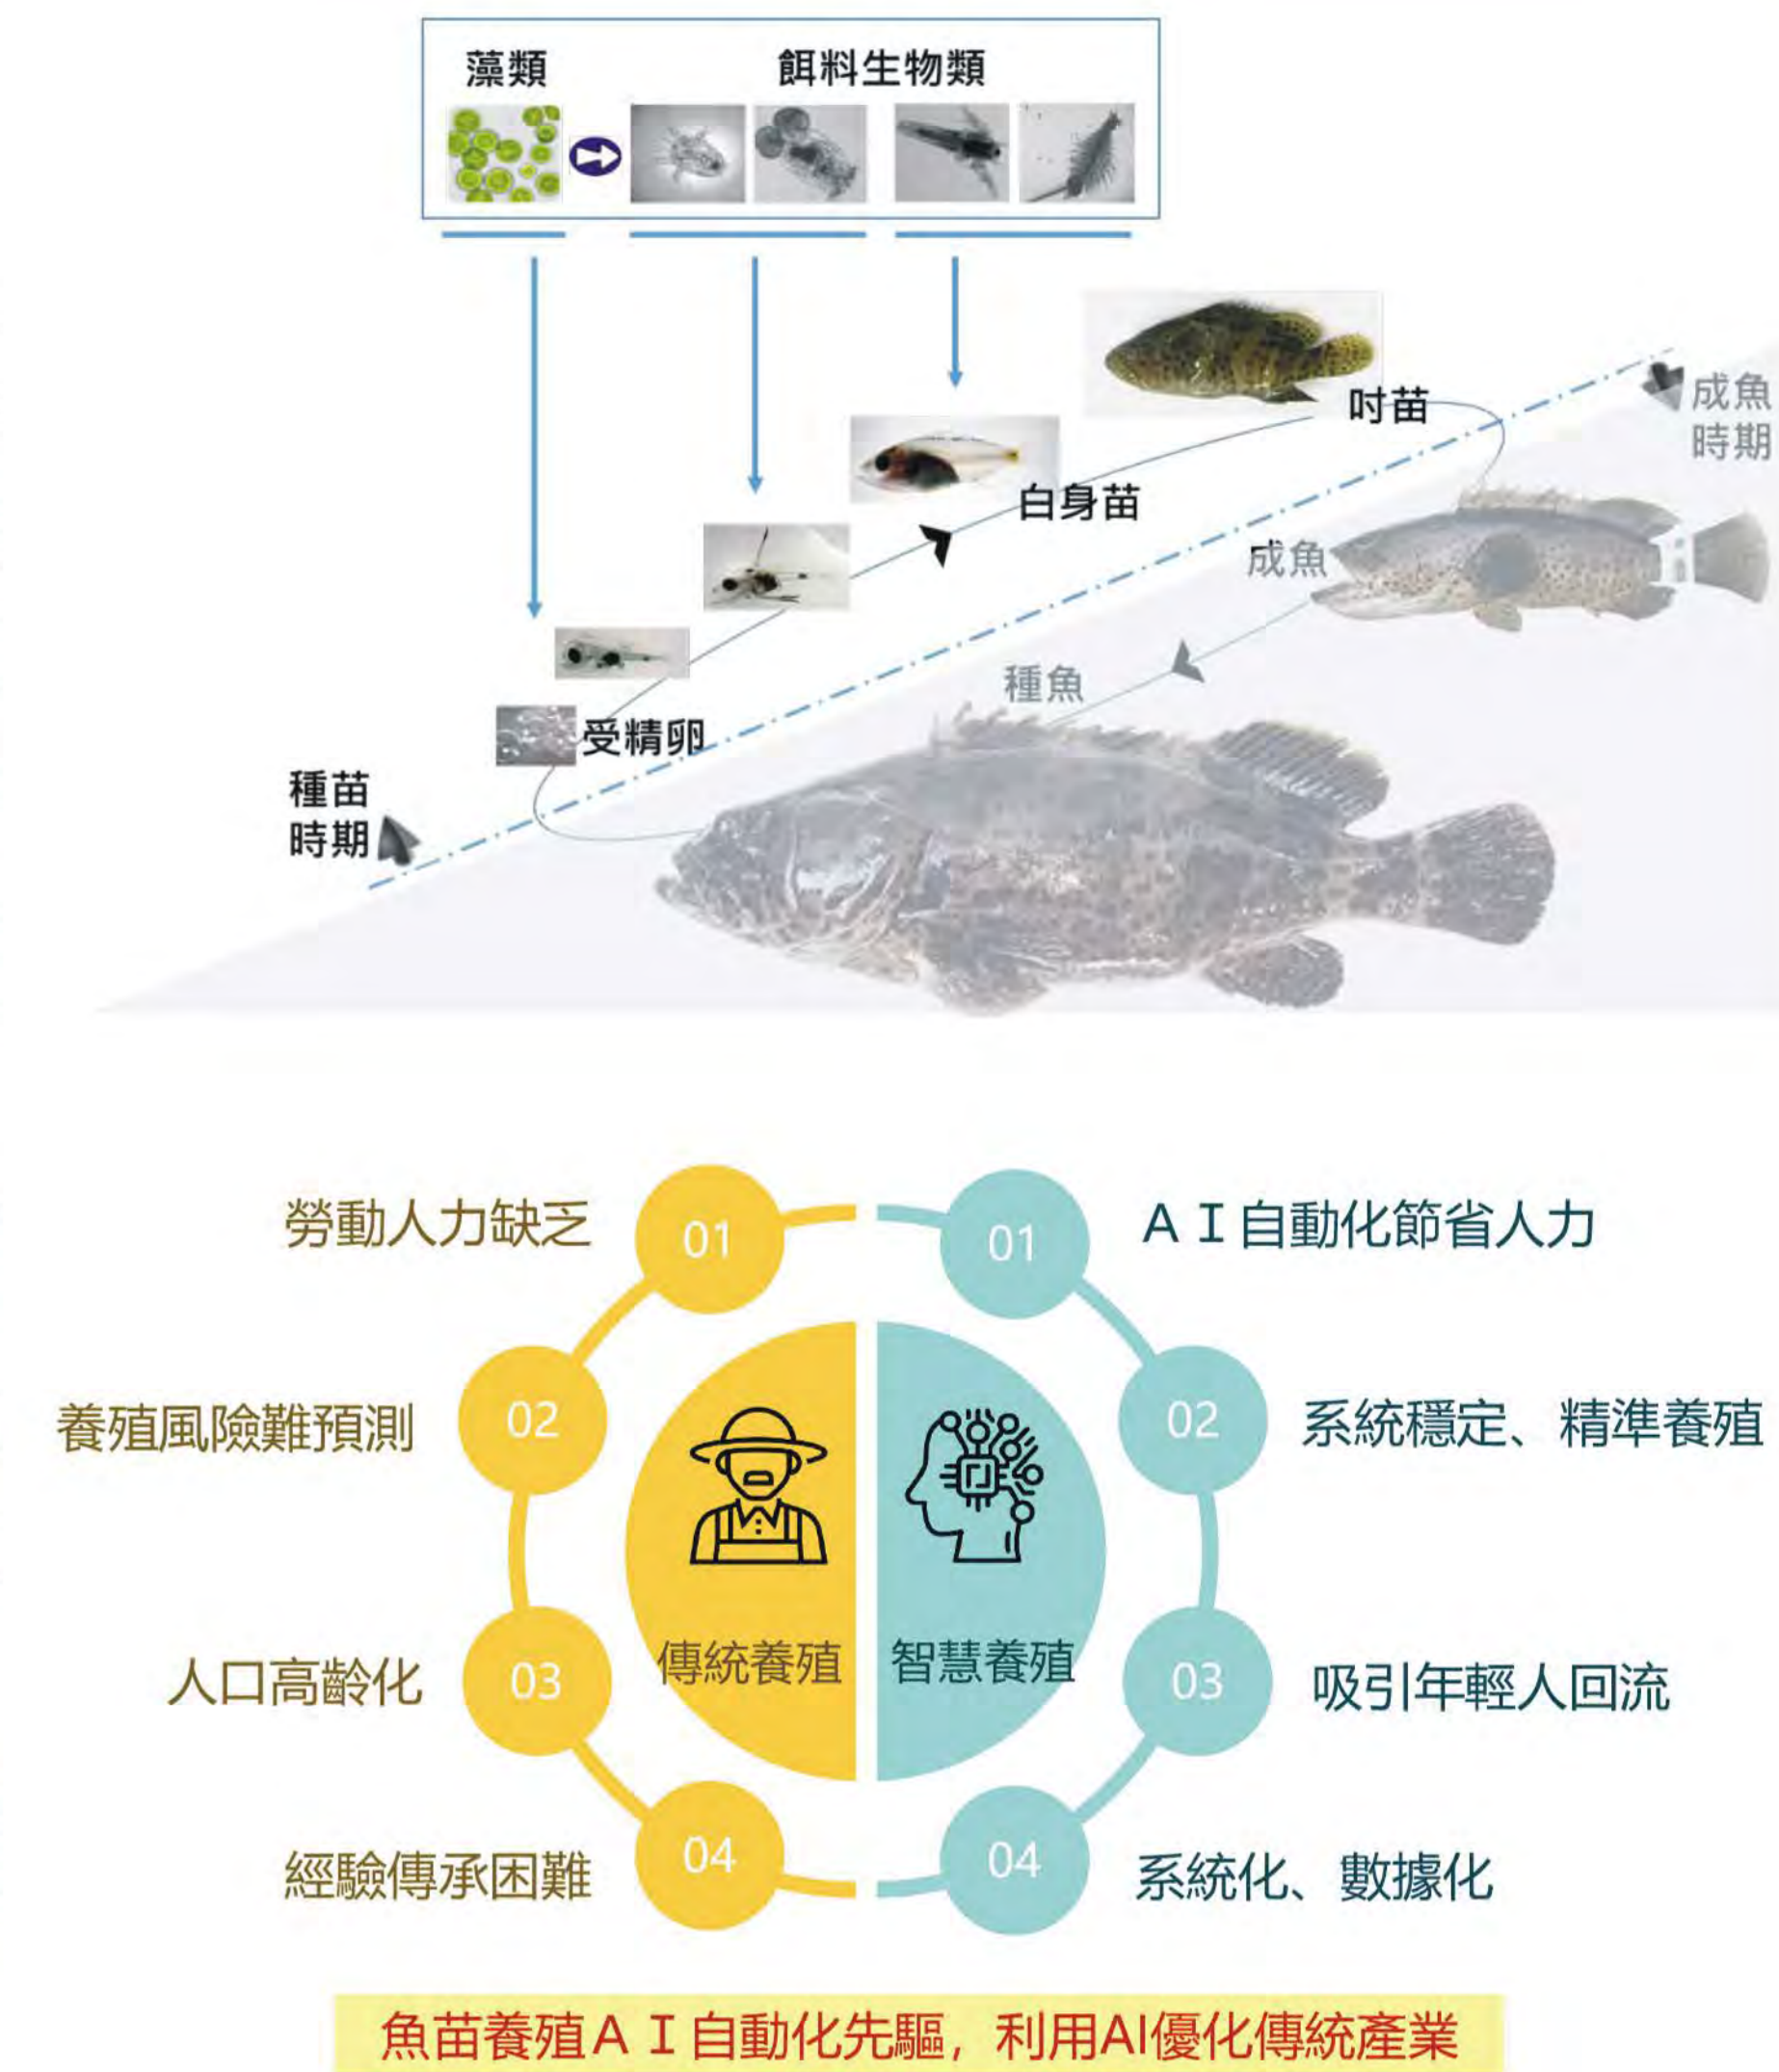 藻類
餌料生物類
吋苗
成魚
時期
白身苗
成魚
種魚
受精卵
種苗
時期
勞動人力缺乏
01
01
ＡＩ自動化節省人力
養殖風險難預測
02
02
系統穩定、精準養殖
傳統養殖
智慧養殖
人口高齡化
03
03
吸引年輕人回流
經驗傳承困難
04
04
系統化、數據化
魚苗養殖ＡＩ自動化先驅，利用AI優化傳統產業